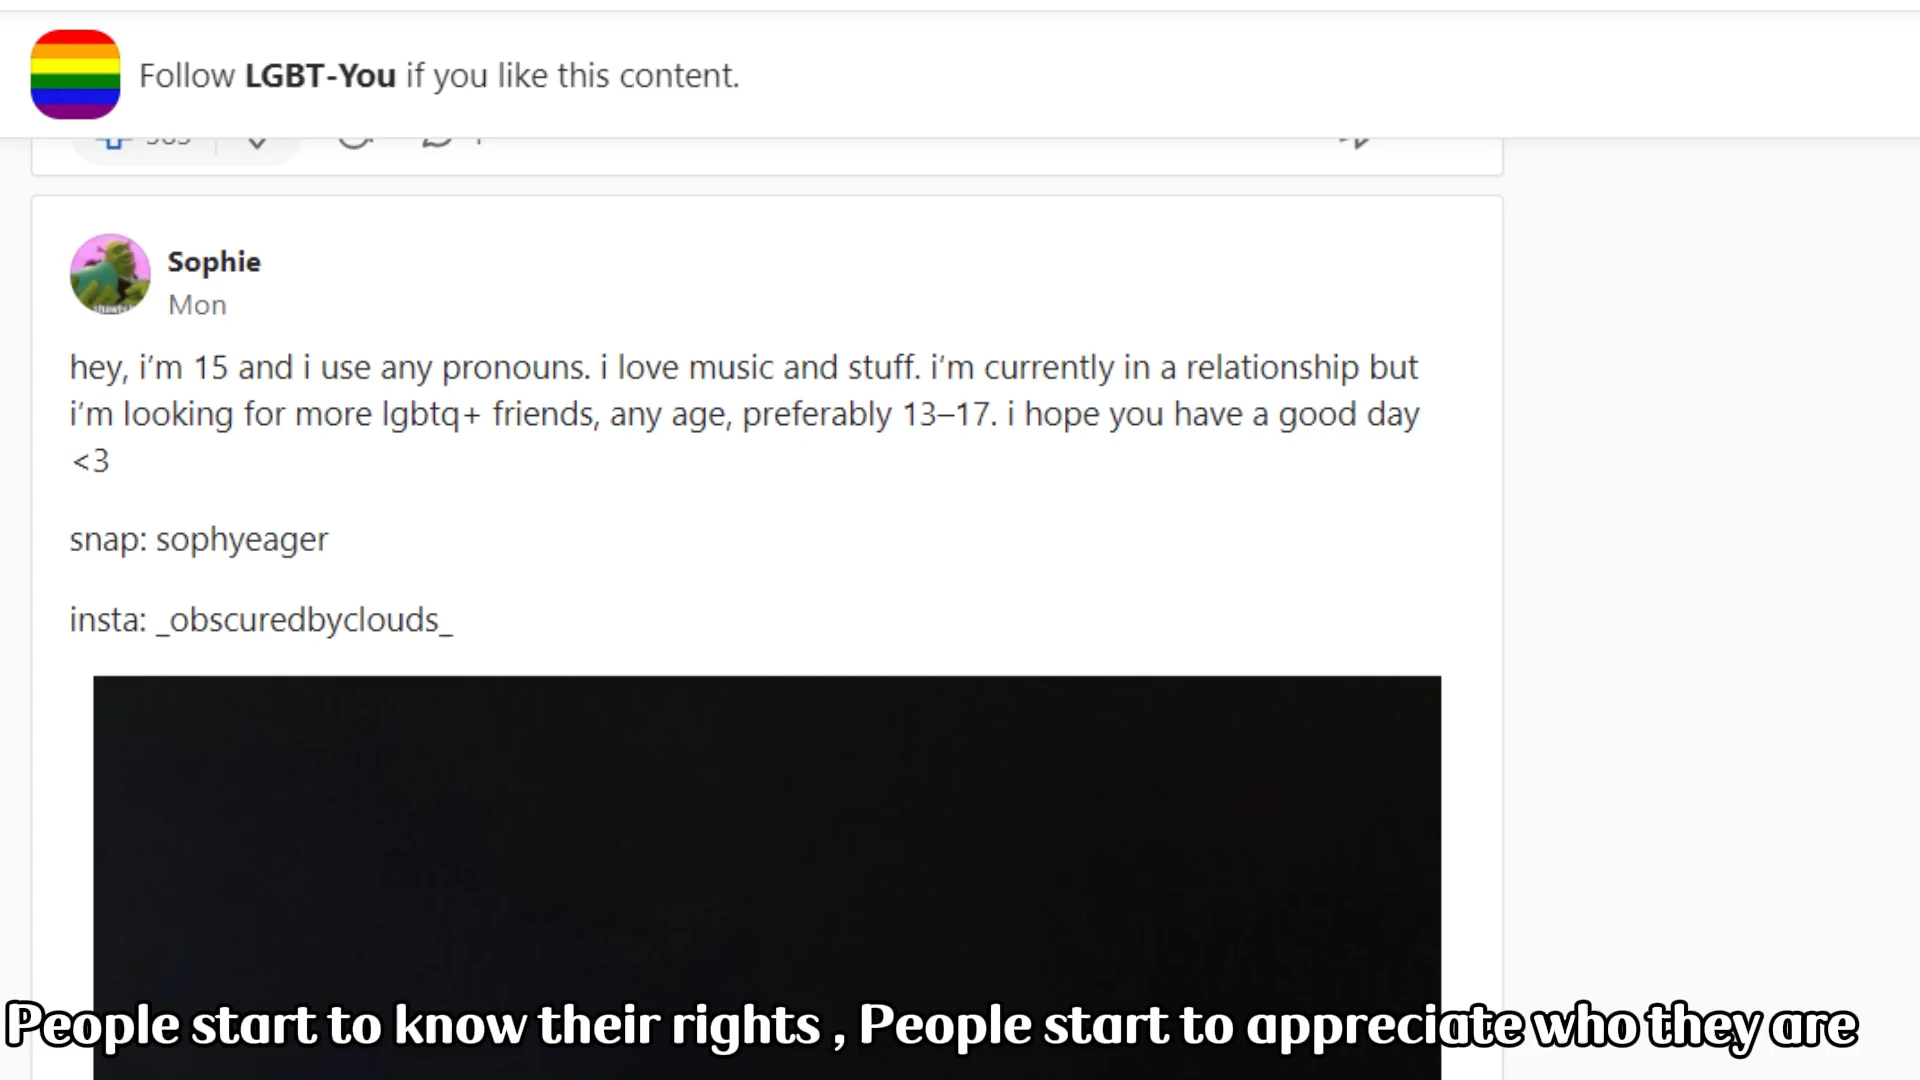 Follow LGBT-You if you like this content.
Sophie
Mon
hey, i'm 15 and i use any pronouns. i love music and stuff. i'm currently in a relationship but
i'm looking for more lgbtq+ friends, any age, preferably 13–17. i hope you have a good day
<3
snap: sophyeager
insta: _obscuredbyclouds_
People start to know their rights , People start to appreciate who they are